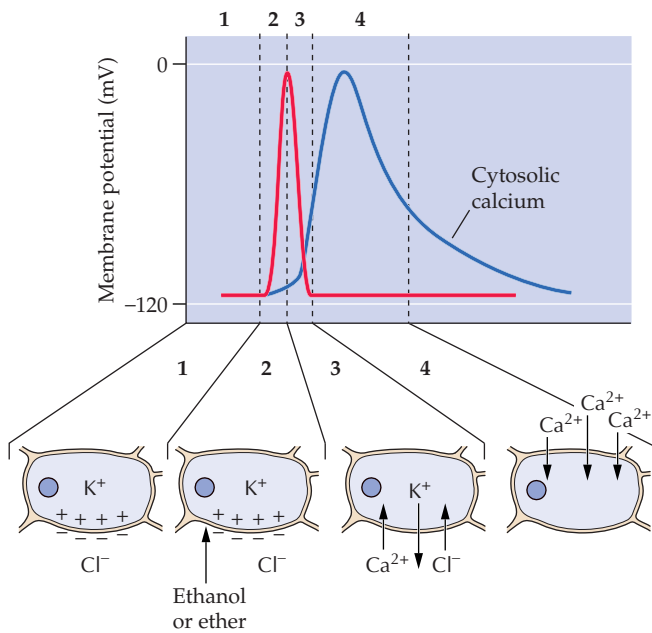 1 2 3 4
0
Membrane potential (mV)
Cytosolic
calcium
–120
1 2 3 4
Ca²⁺
Ca²⁺ Ca²⁺
K⁺ K⁺ K⁺
+ + + + + + + +
– – – – – – – –
Cl⁻ Cl⁻ Ca²⁺ Cl⁻
Ethanol
or ether